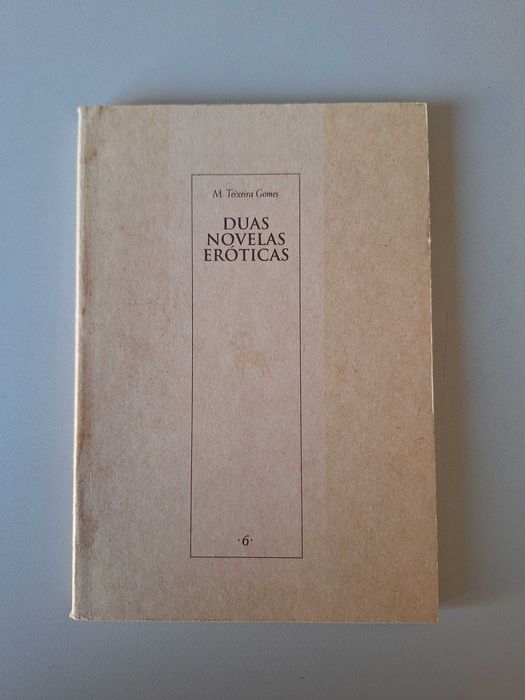 M. Teixeira Gomes
DUAS
NOVELAS
ERÓTICAS
·6·